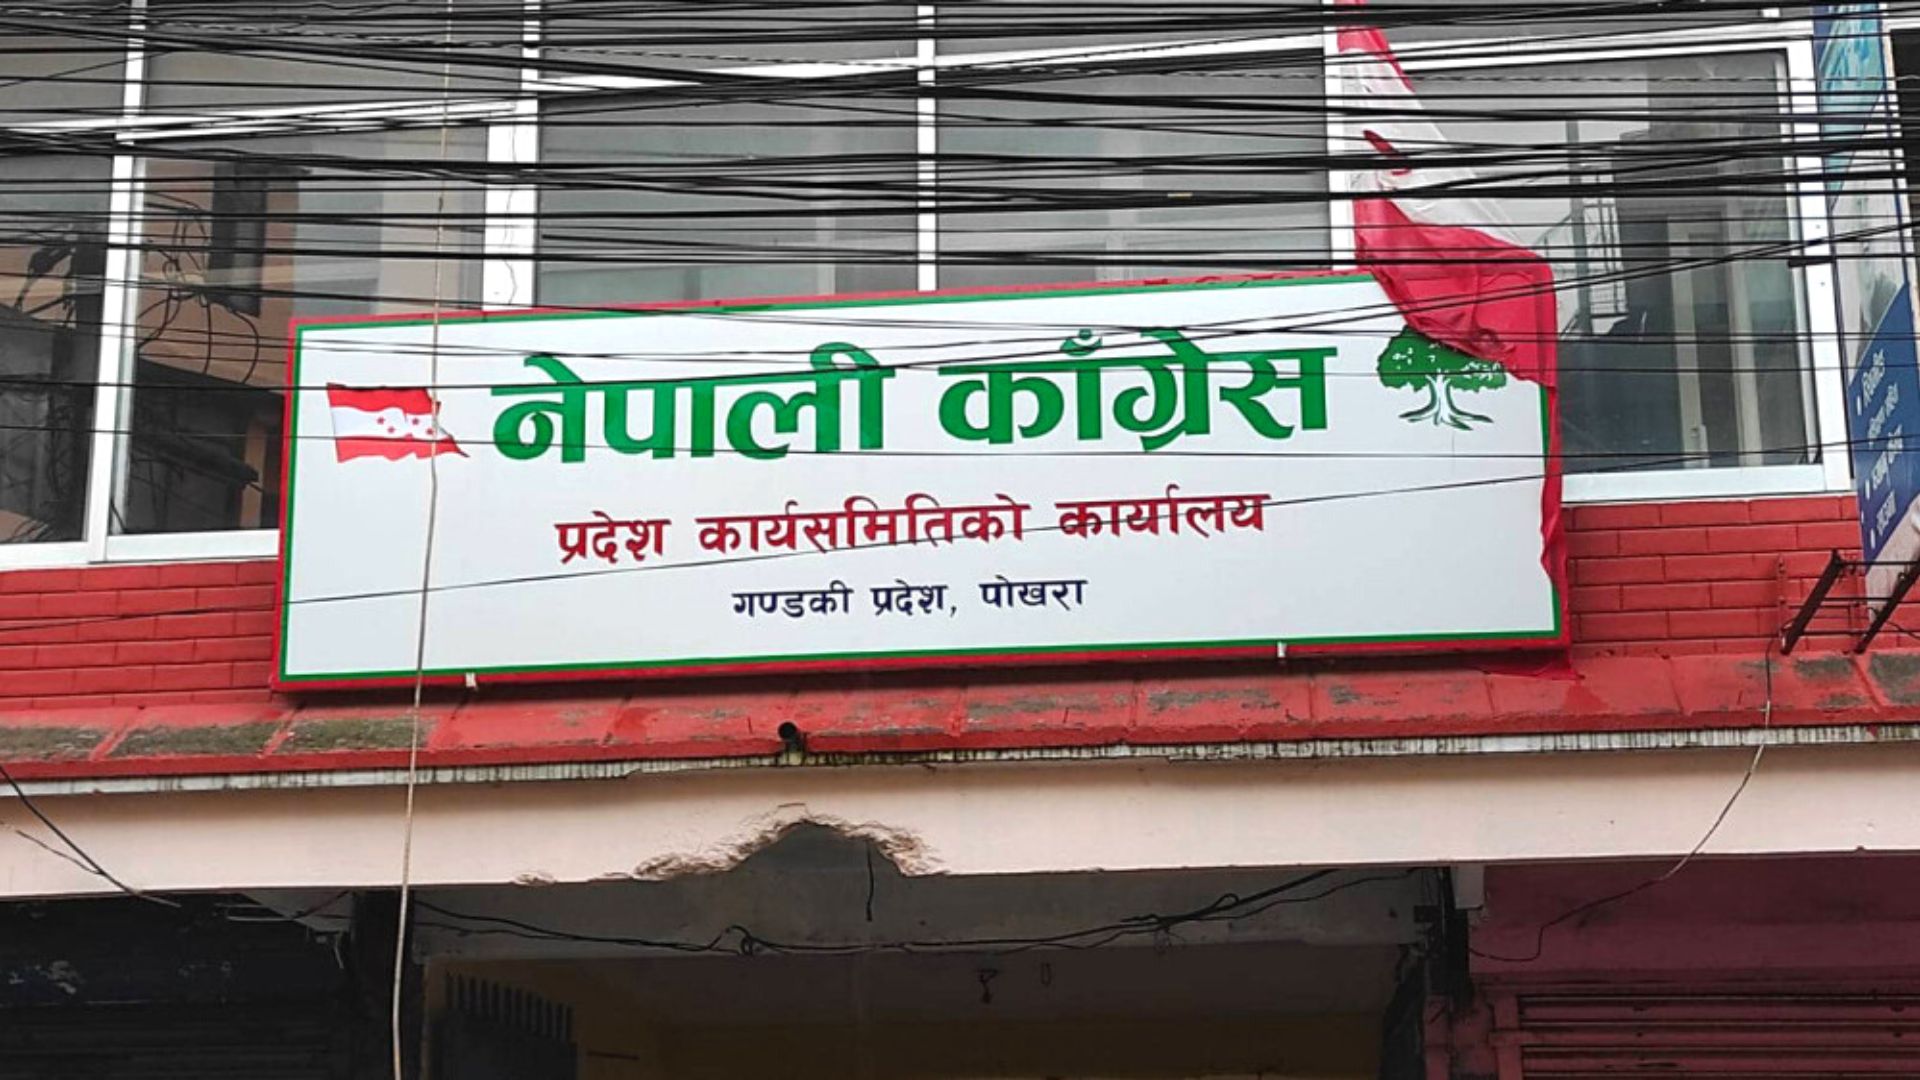 नेपाली काँग्रेस
प्रदेश कार्यसमितिको कार्यालय
गण्डकी प्रदेश, पोखरा